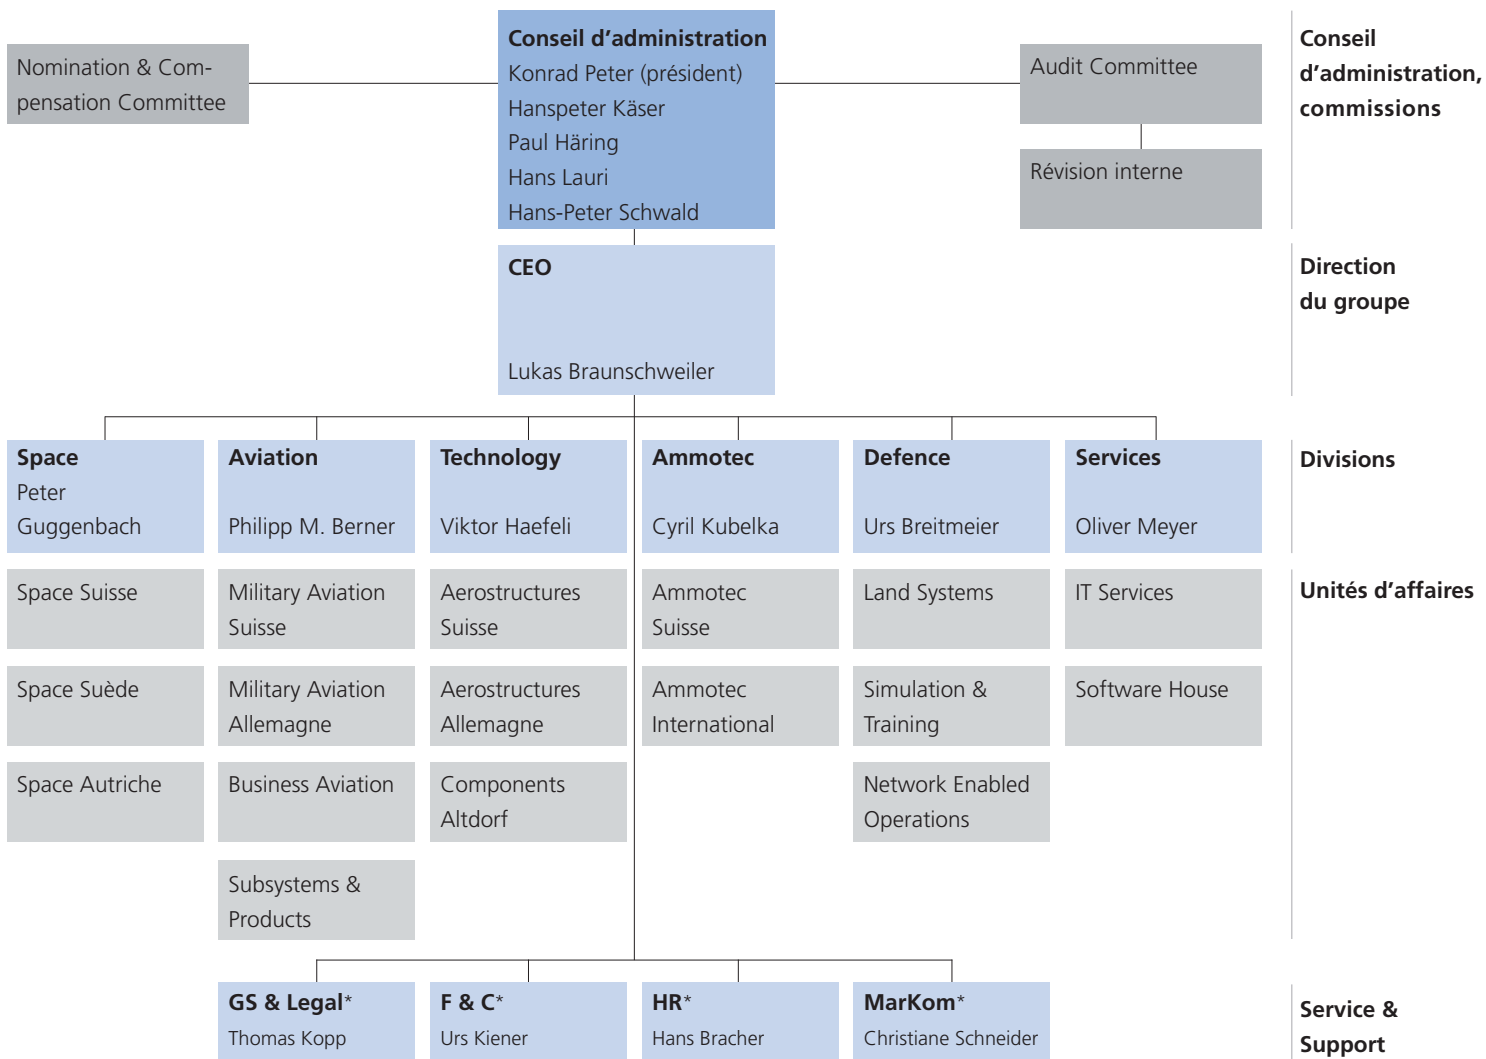 Conseil d’administration
Konrad Peter (président)
Hanspeter Käser
Paul Häring
Hans Lauri
Hans-Peter Schwald
Nomination & Com-
pensation Committee
Audit Committee
Révision interne
Conseil
d’administration,
commissions
CEO
Lukas Braunschweiler
Direction
du groupe
Space
Peter
Guggenbach
Aviation
Philipp M. Berner
Technology
Viktor Haefeli
Ammotec
Cyril Kubelka
Defence
Urs Breitmeier
Services
Oliver Meyer
Divisions
Space Suisse
Military Aviation
Suisse
Aerostructures
Suisse
Ammotec
Suisse
Land Systems
IT Services
Unités d’affaires
Space Suède
Military Aviation
Allemagne
Aerostructures
Allemagne
Ammotec
International
Simulation &
Training
Software House
Space Autriche
Business Aviation
Components
Altdorf
Network Enabled
Operations
Subsystems &
Products
GS & Legal*
Thomas Kopp
F & C*
Urs Kiener
HR*
Hans Bracher
MarKom*
Christiane Schneider
Service &
Support